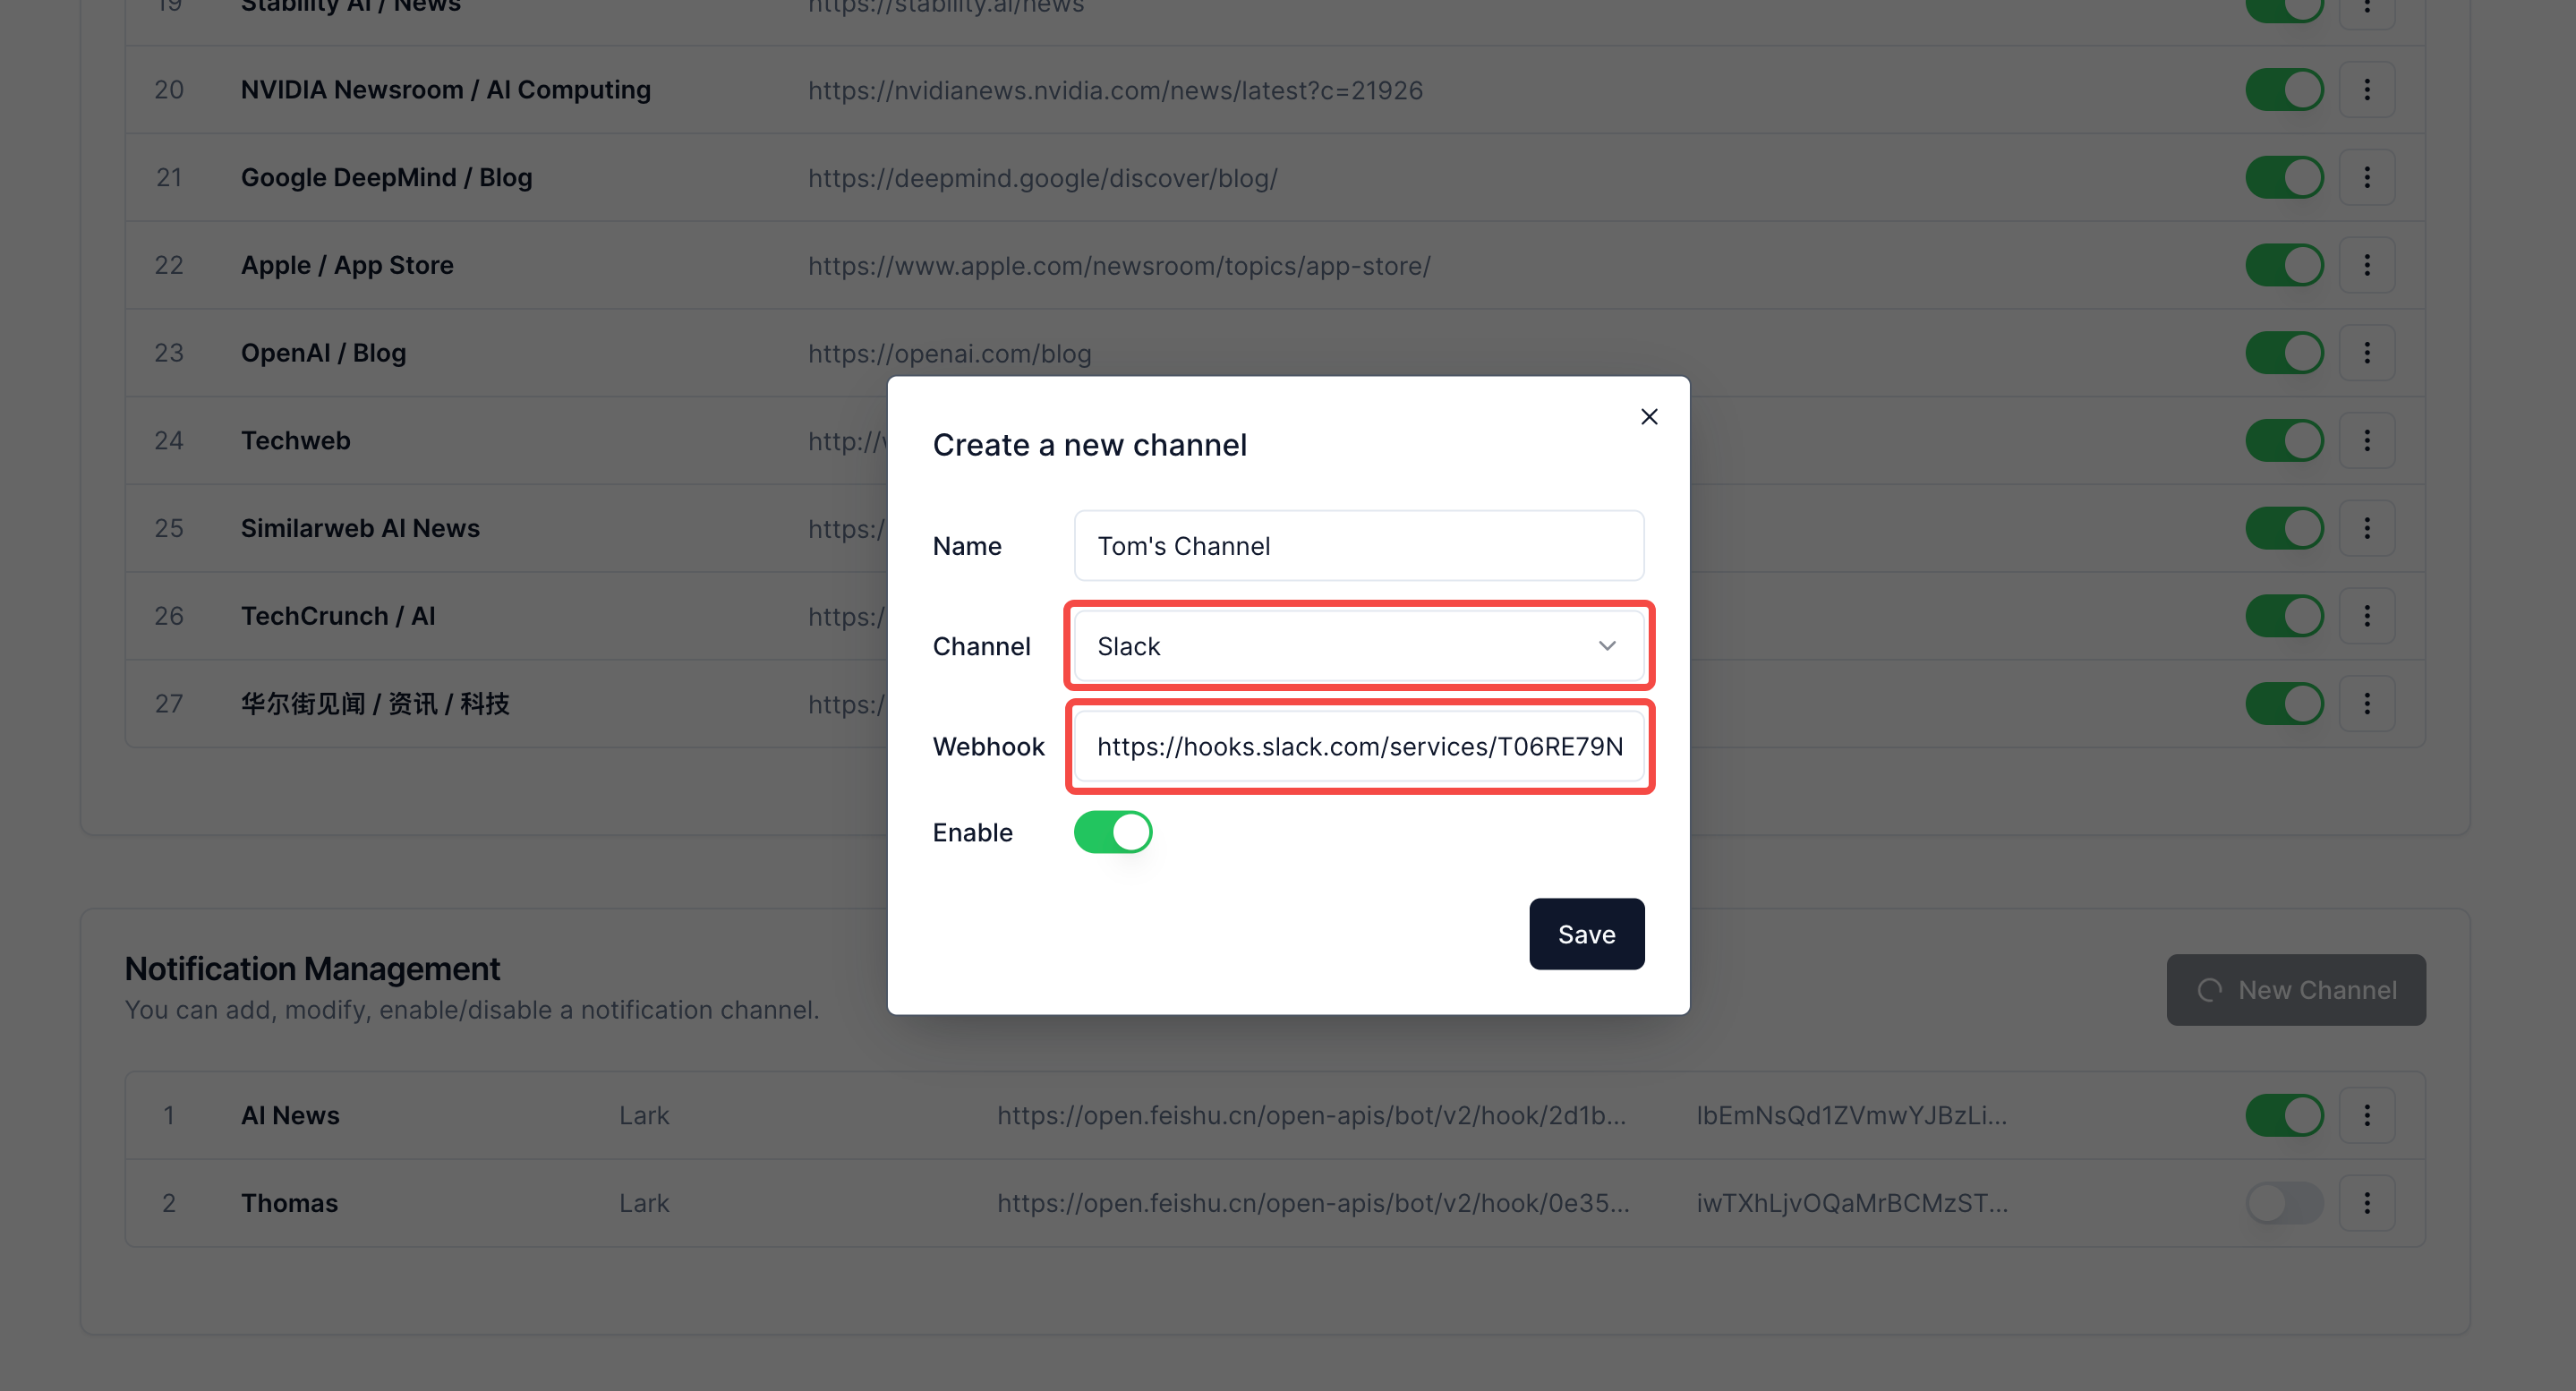 19 Stability AI / News https://stability.ai/news
20 NVIDIA Newsroom / AI Computing https://nvidianews.nvidia.com/news/latest?c=21926
21 Google DeepMind / Blog https://deepmind.google/discover/blog/
22 Apple / App Store https://www.apple.com/newsroom/topics/app-store/
23 OpenAI / Blog https://openai.com/blog
24 Techweb http://
25 Similarweb AI News https:/
26 TechCrunch / AI https:/
27 华尔街见闻 / 资讯 / 科技 https:/
Create a new channel
Name Tom's Channel
Channel Slack
Webhook https://hooks.slack.com/services/T06RE79N
Enable
Save
Notification Management
You can add, modify, enable/disable a notification channel.
New Channel
1 AI News Lark https://open.feishu.cn/open-apis/bot/v2/hook/2d1b... IbEmNsQd1ZVmwYJBzLi...
2 Thomas Lark https://open.feishu.cn/open-apis/bot/v2/hook/0e35... iwTXhLjvOQaMrBCMzST...